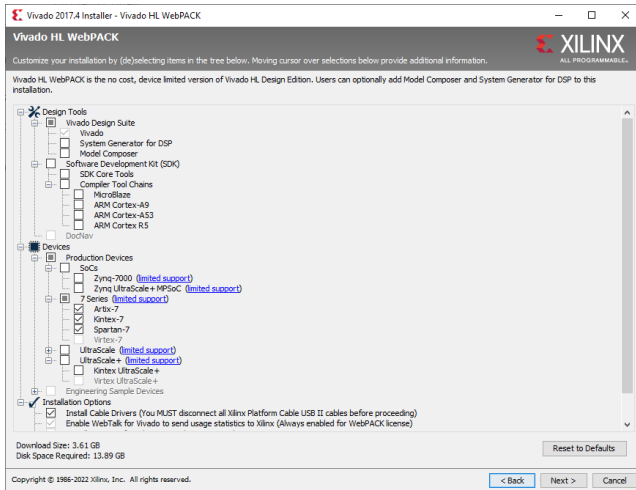 Vivado 2017.4 Installer - Vivado HL WebPACK
Vivado HL WebPACK
XILINX
ALL PROGRAMMABLE.
Customize your installation by (de)selecting items in the tree below. Moving cursor over selections below provide additional information.
Vivado HL WebPACK is the no cost, device limited version of Vivado HL Design Edition. Users can optionally add Model Composer and System Generator for DSP to this
installation.
Design Tools
Vivado Design Suite
Vivado
System Generator for DSP
Model Composer
Software Development Kit (SDK)
SDK Core Tools
Compiler Tool Chains
MicroBlaze
ARM Cortex-A9
ARM Cortex-A53
ARM Cortex R5
DocNav
Devices
Production Devices
SoCs
Zynq-7000 (limited support)
Zynq UltraScale+ MPSoC (limited support)
7 Series (limited support)
Artix-7
Kintex-7
Spartan-7
Virtex-7
UltraScale (limited support)
UltraScale+ (limited support)
Kintex UltraScale+
Virtex UltraScale+
Engineering Sample Devices
Installation Options
Install Cable Drivers (You MUST disconnect all Xilinx Platform Cable USB II cables before proceeding)
Enable WebTalk for Vivado to send usage statistics to Xilinx (Always enabled for WebPACK license)
Download Size: 3.61 GB
Disk Space Required: 13.89 GB
Reset to Defaults
Copyright © 1986-2022 Xilinx, Inc. All rights reserved.
< Back Next > Cancel